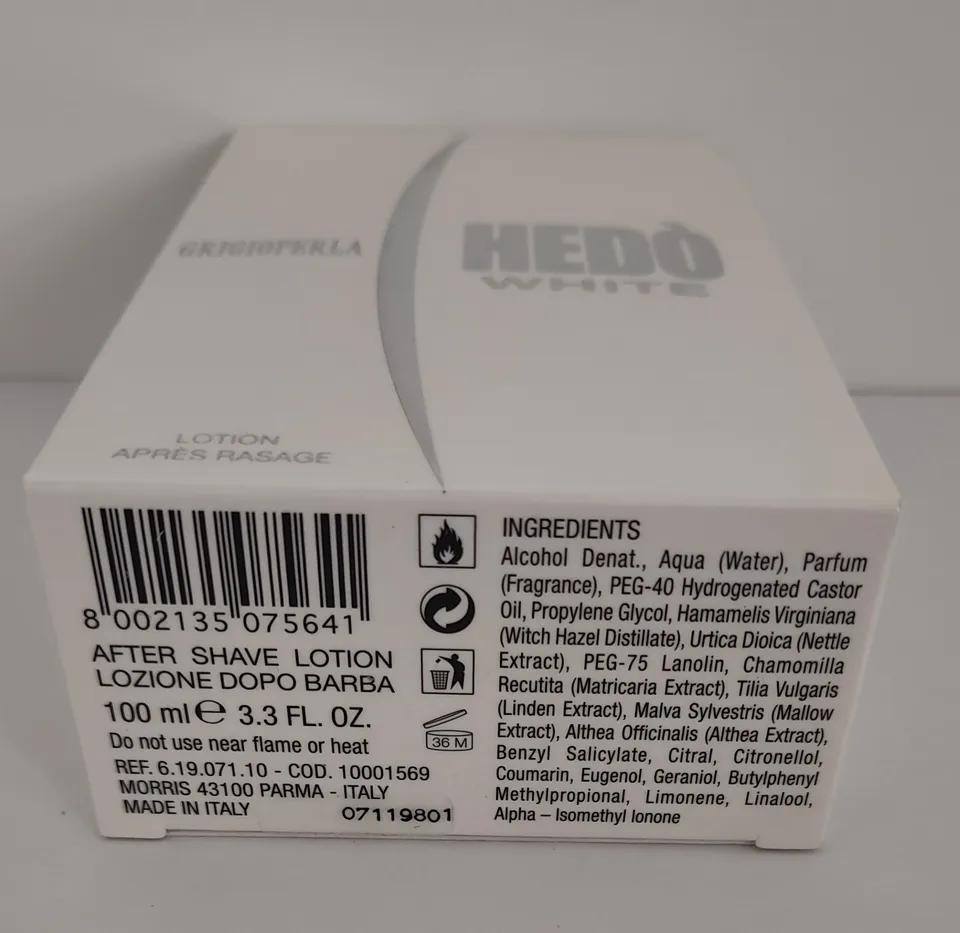 GRIGIOPERLA
HEDÒ
WHITE
LOTION
APRÈS RASAGE
8 002135 075641
AFTER SHAVE LOTION
LOZIONE DOPO BARBA
100 ml ℮ 3.3 FL. OZ.
Do not use near flame or heat
REF. 6.19.071.10 - COD. 10001569
MORRIS 43100 PARMA - ITALY
MADE IN ITALY
07119801
36 M
INGREDIENTS
Alcohol Denat., Aqua (Water), Parfum
(Fragrance), PEG-40 Hydrogenated Castor
Oil, Propylene Glycol, Hamamelis Virginiana
(Witch Hazel Distillate), Urtica Dioica (Nettle
Extract), PEG-75 Lanolin, Chamomilla
Recutita (Matricaria Extract), Tilia Vulgaris
(Linden Extract), Malva Sylvestris (Mallow
Extract), Althea Officinalis (Althea Extract),
Benzyl Salicylate, Citral, Citronellol,
Coumarin, Eugenol, Geraniol, Butylphenyl
Methylpropional, Limonene, Linalool,
Alpha – Isomethyl Ionone